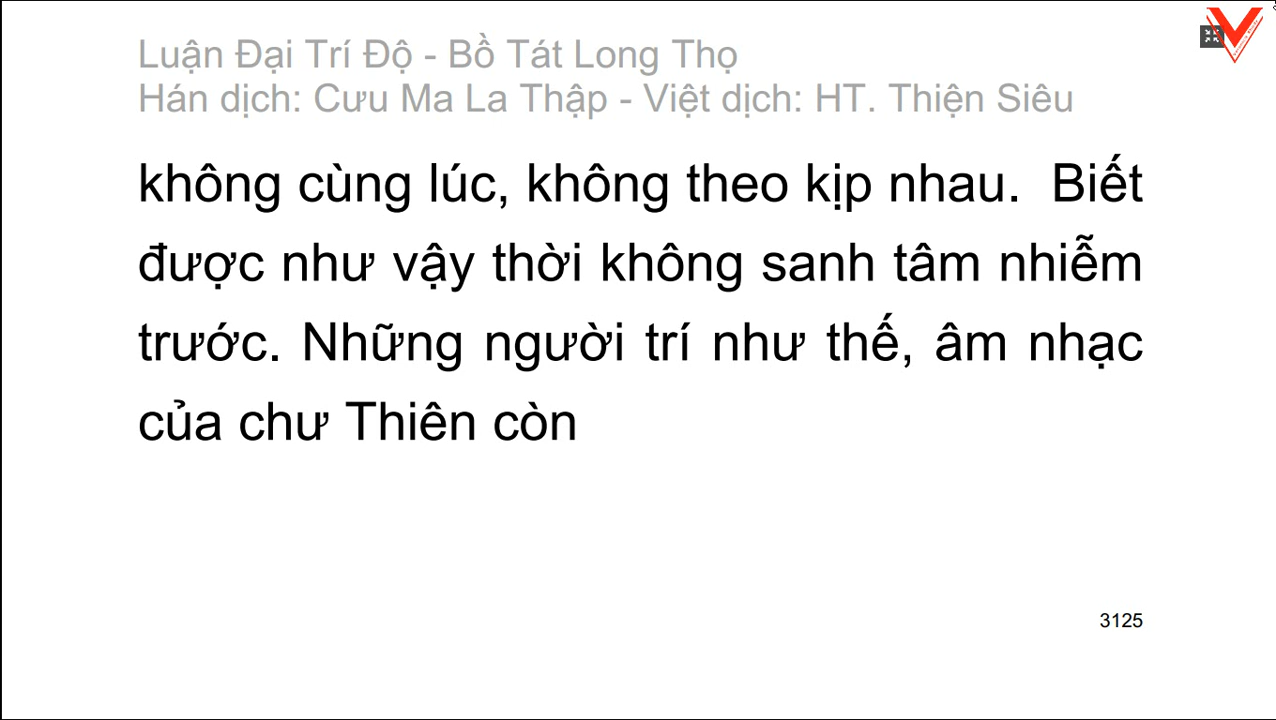 Luận Đại Trí Độ - Bồ Tát Long Thọ
Hán dịch: Cưu Ma La Thập - Việt dịch: HT. Thiện Siêu
không cùng lúc, không theo kịp nhau. Biết
được như vậy thời không sanh tâm nhiễm
trước. Những người trí như thế, âm nhạc
của chư Thiên còn
3125